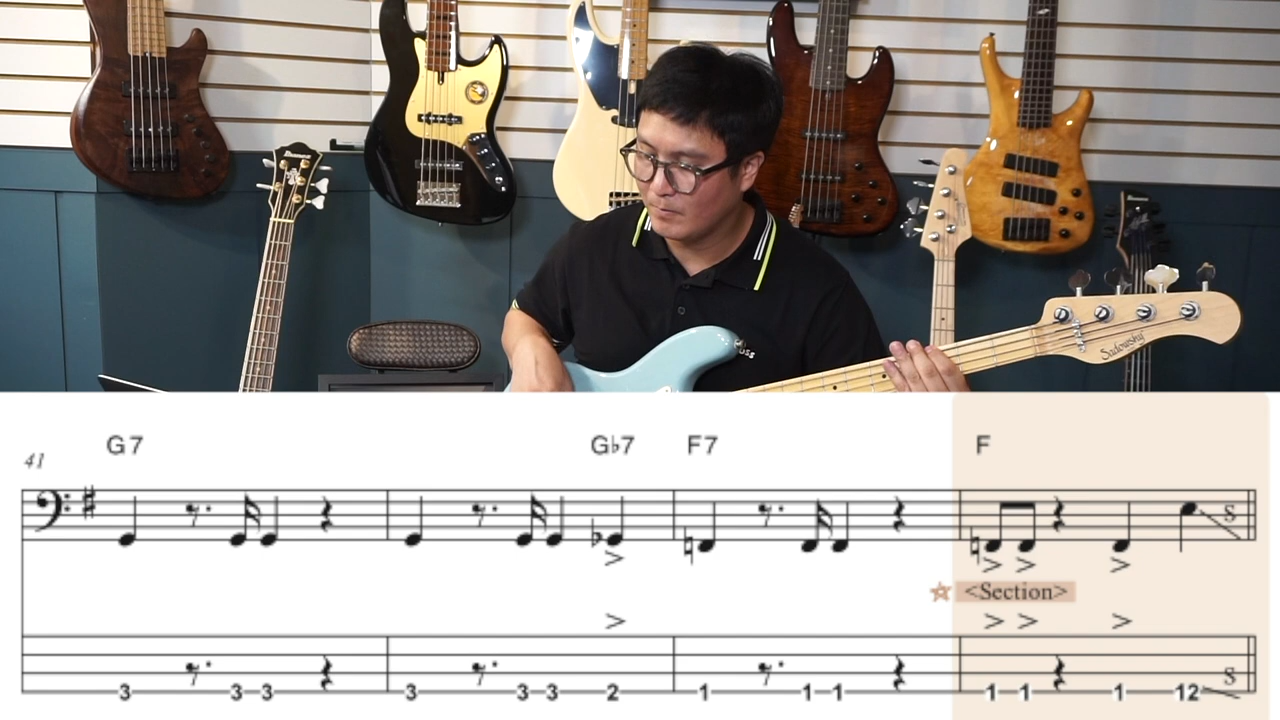 Sadowsky
G7 G♭7 F7 F
41
S
<Section>
S
3 3 3 3 3 3 2 1 1 1 1 1 1 12